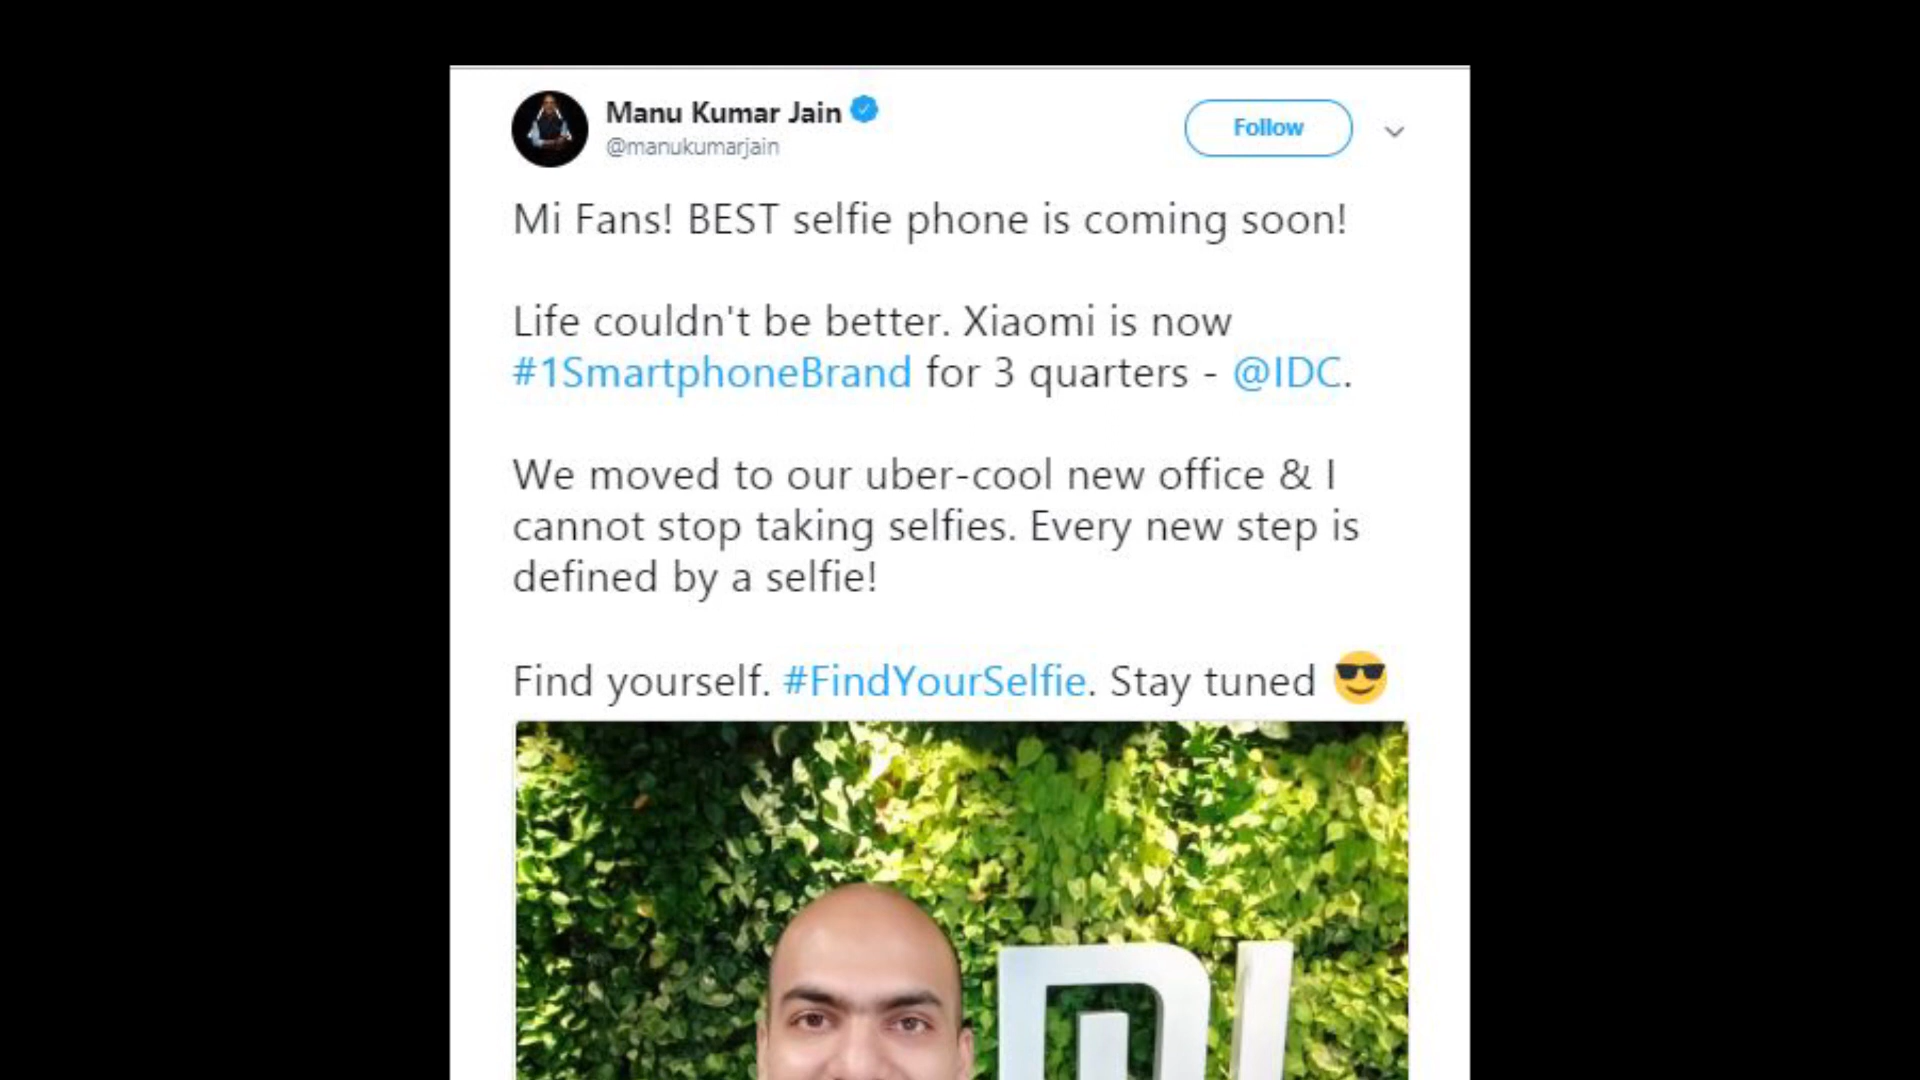 Manu Kumar Jain
@manukumarjain
Follow
Mi Fans! BEST selfie phone is coming soon!
Life couldn't be better. Xiaomi is now
#1SmartphoneBrand for 3 quarters - @IDC.
We moved to our uber-cool new office & I
cannot stop taking selfies. Every new step is
defined by a selfie!
Find yourself. #FindYourSelfie. Stay tuned 😎
MI